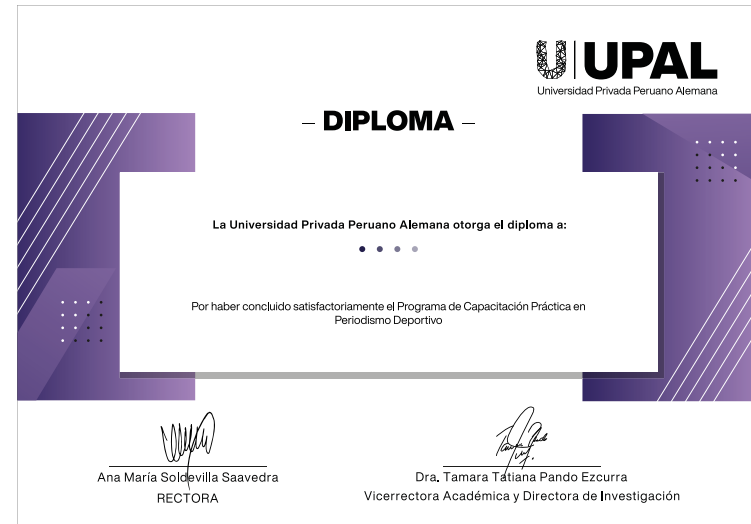 UPAL
Universidad Privada Peruano Alemana
– DIPLOMA –
La Universidad Privada Peruano Alemana otorga el diploma a:
Por haber concluido satisfactoriamente el Programa de Capacitación Práctica en
Periodismo Deportivo
Ana María Soldevilla Saavedra
RECTORA
Dra. Tamara Tatiana Pando Ezcurra
Vicerrectora Académica y Directora de Investigación